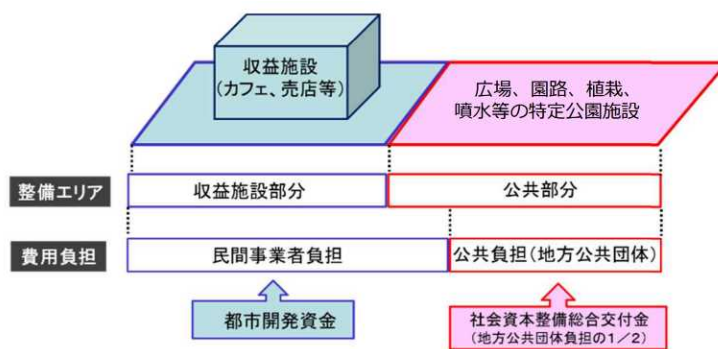 収益施設
(カフェ、売店等)
広場、園路、植栽、
噴水等の特定公園施設
整備エリア
収益施設部分
公共部分
費用負担
民間事業者負担
公共負担(地方公共団体)
都市開発資金
社会資本整備総合交付金
(地方公共団体負担の1/2)